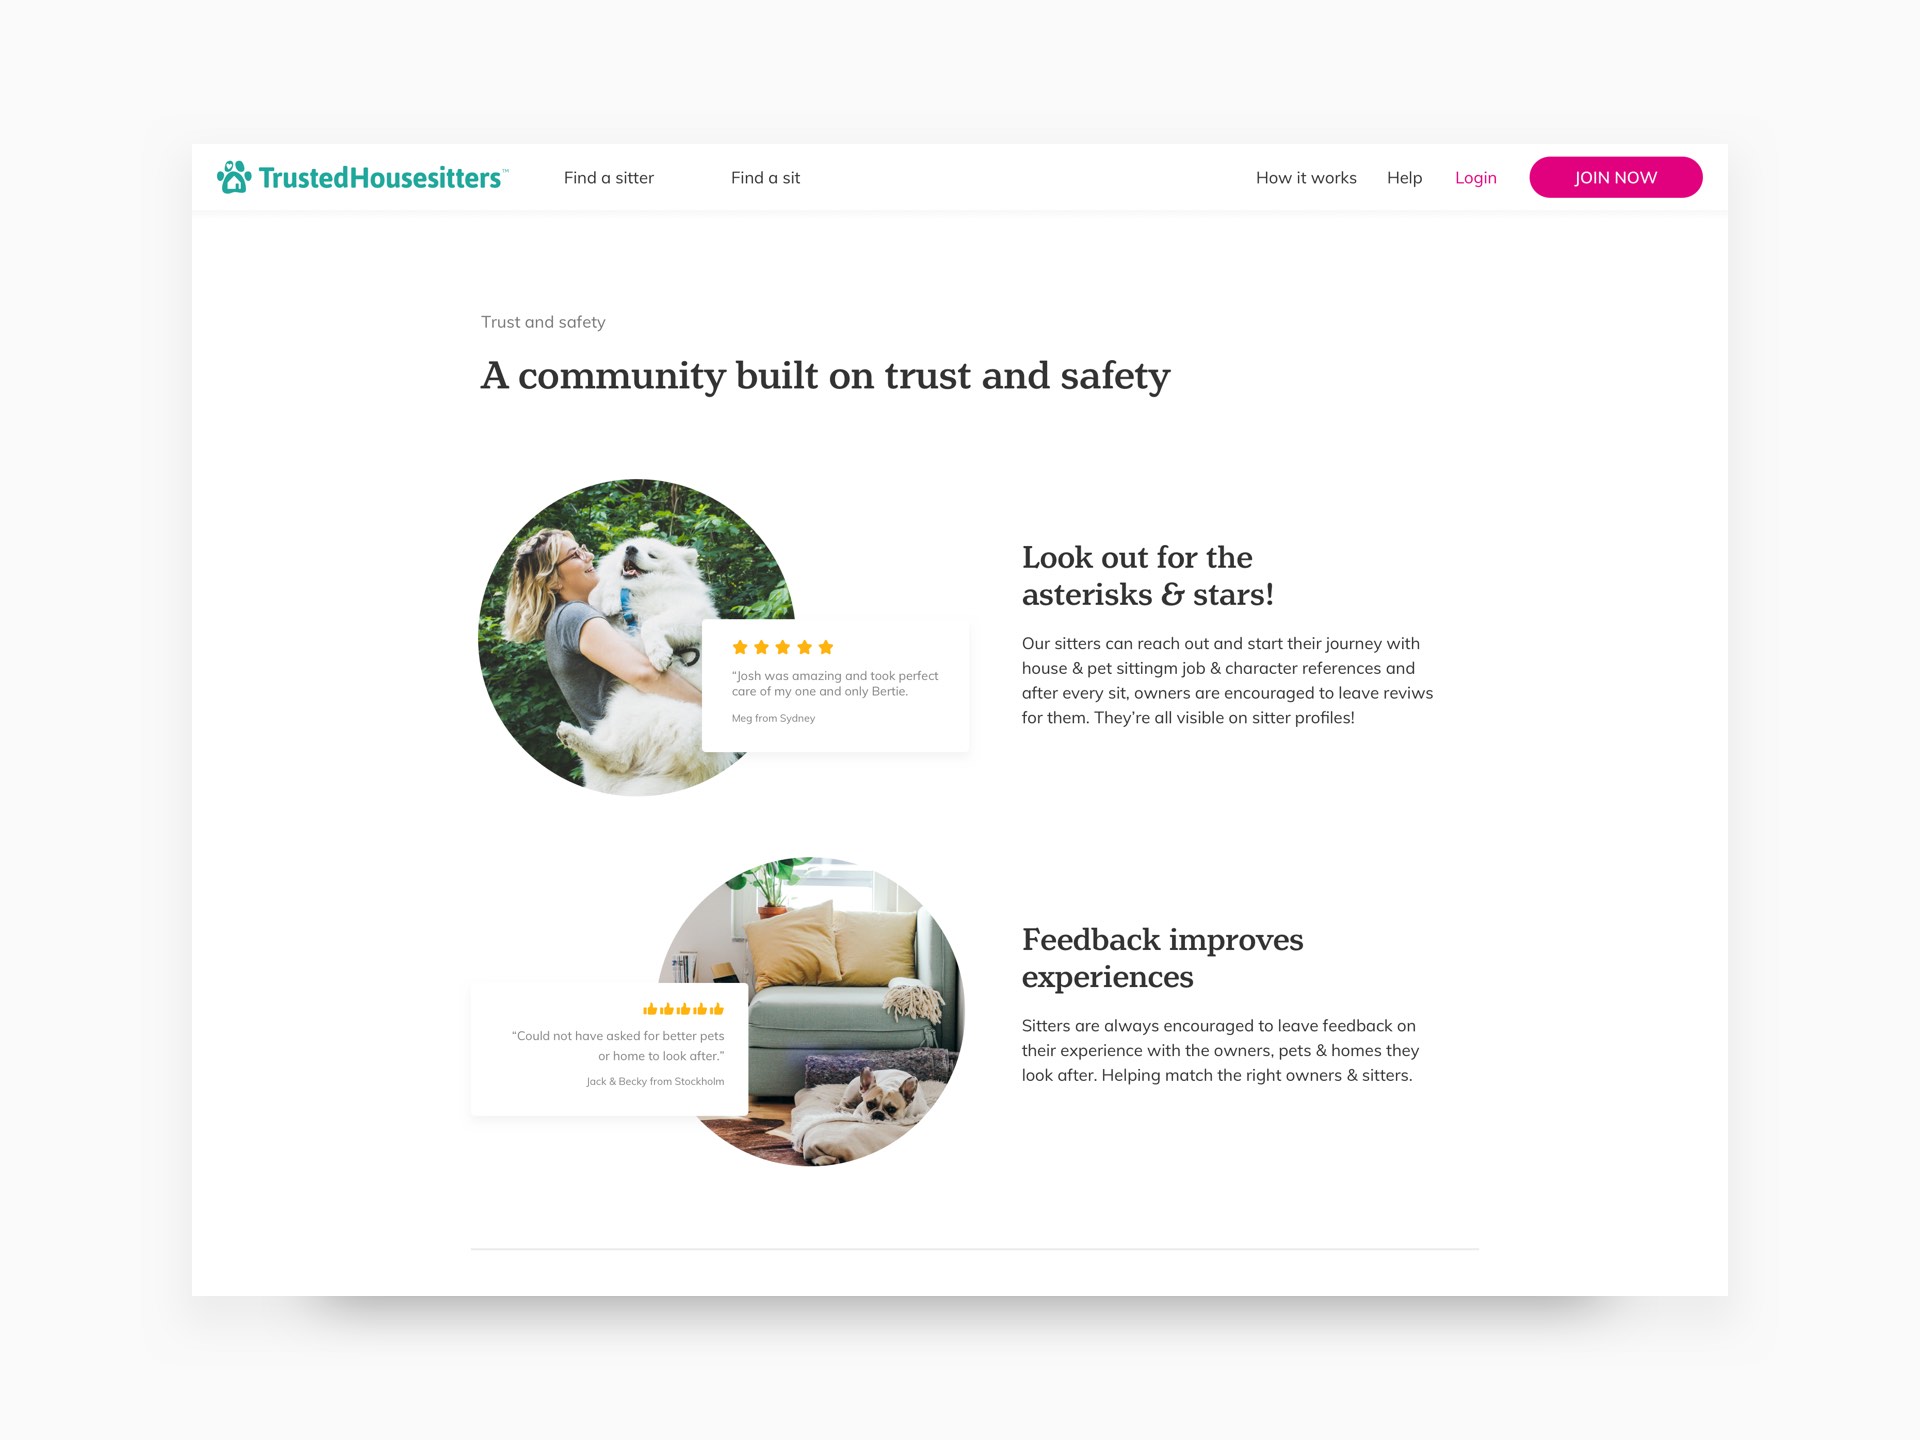 TrustedHousesitters™
Find a sitter
Find a sit
How it works
Help
Login
JOIN NOW
Trust and safety
A community built on trust and safety
“Josh was amazing and took perfect
care of my one and only Bertie.
Meg from Sydney
Look out for the
asterisks & stars!
Our sitters can reach out and start their journey with
house & pet sittingm job & character references and
after every sit, owners are encouraged to leave reviws
for them. They’re all visible on sitter profiles!
“Could not have asked for better pets
or home to look after.”
Jack & Becky from Stockholm
Feedback improves
experiences
Sitters are always encouraged to leave feedback on
their experience with the owners, pets & homes they
look after. Helping match the right owners & sitters.